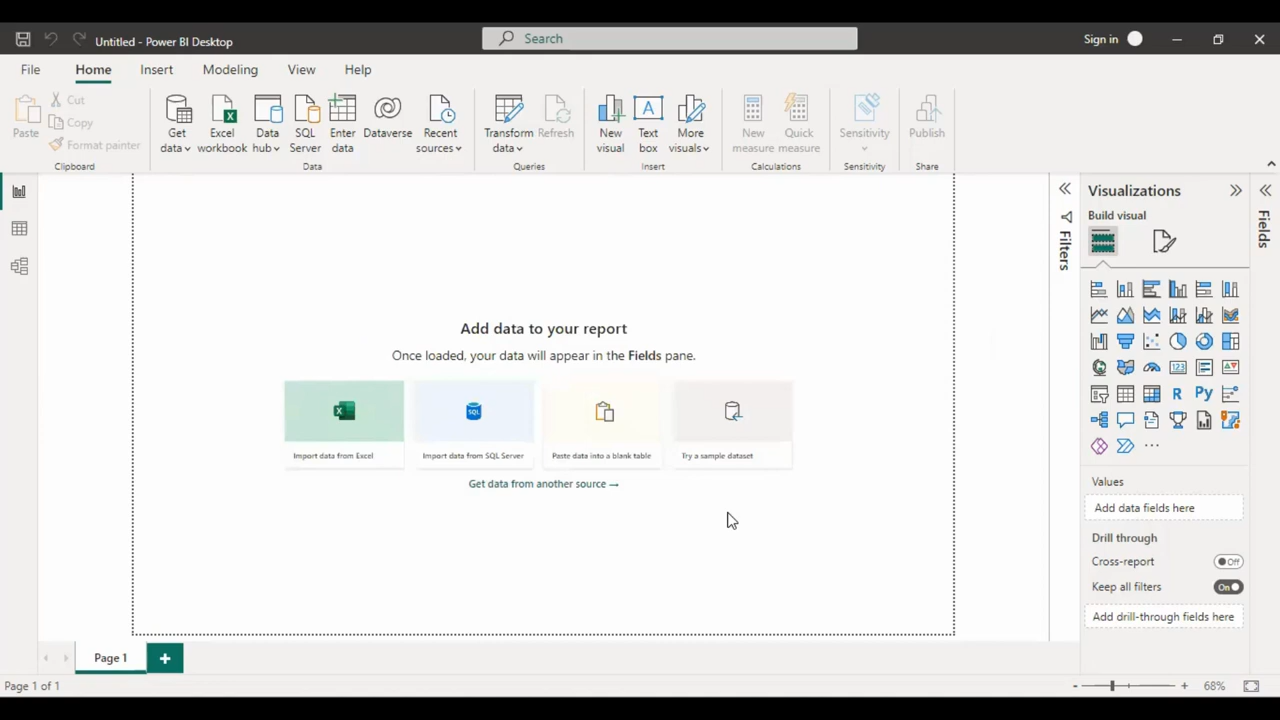 Untitled - Power BI Desktop
Search
Sign in
File Home Insert Modeling View Help
Paste
Cut
Copy
Format painter
Clipboard
Get data
Excel workbook
Data hub
SQL Server
Enter data
Dataverse
Recent sources
Data
Transform data
Refresh
Queries
New visual
Text box
More visuals
Insert
New measure
Quick measure
Calculations
Sensitivity
Sensitivity
Publish
Share
Add data to your report
Once loaded, your data will appear in the Fields pane.
SQL
Import data from Excel
Import data from SQL Server
Paste data into a blank table
Try a sample dataset
Get data from another source →
Filters
Visualizations
Build visual
123
R
Py
Values
Add data fields here
Drill through
Cross-report
Off
Keep all filters
On
Add drill-through fields here
Fields
Page 1
Page 1 of 1
68%